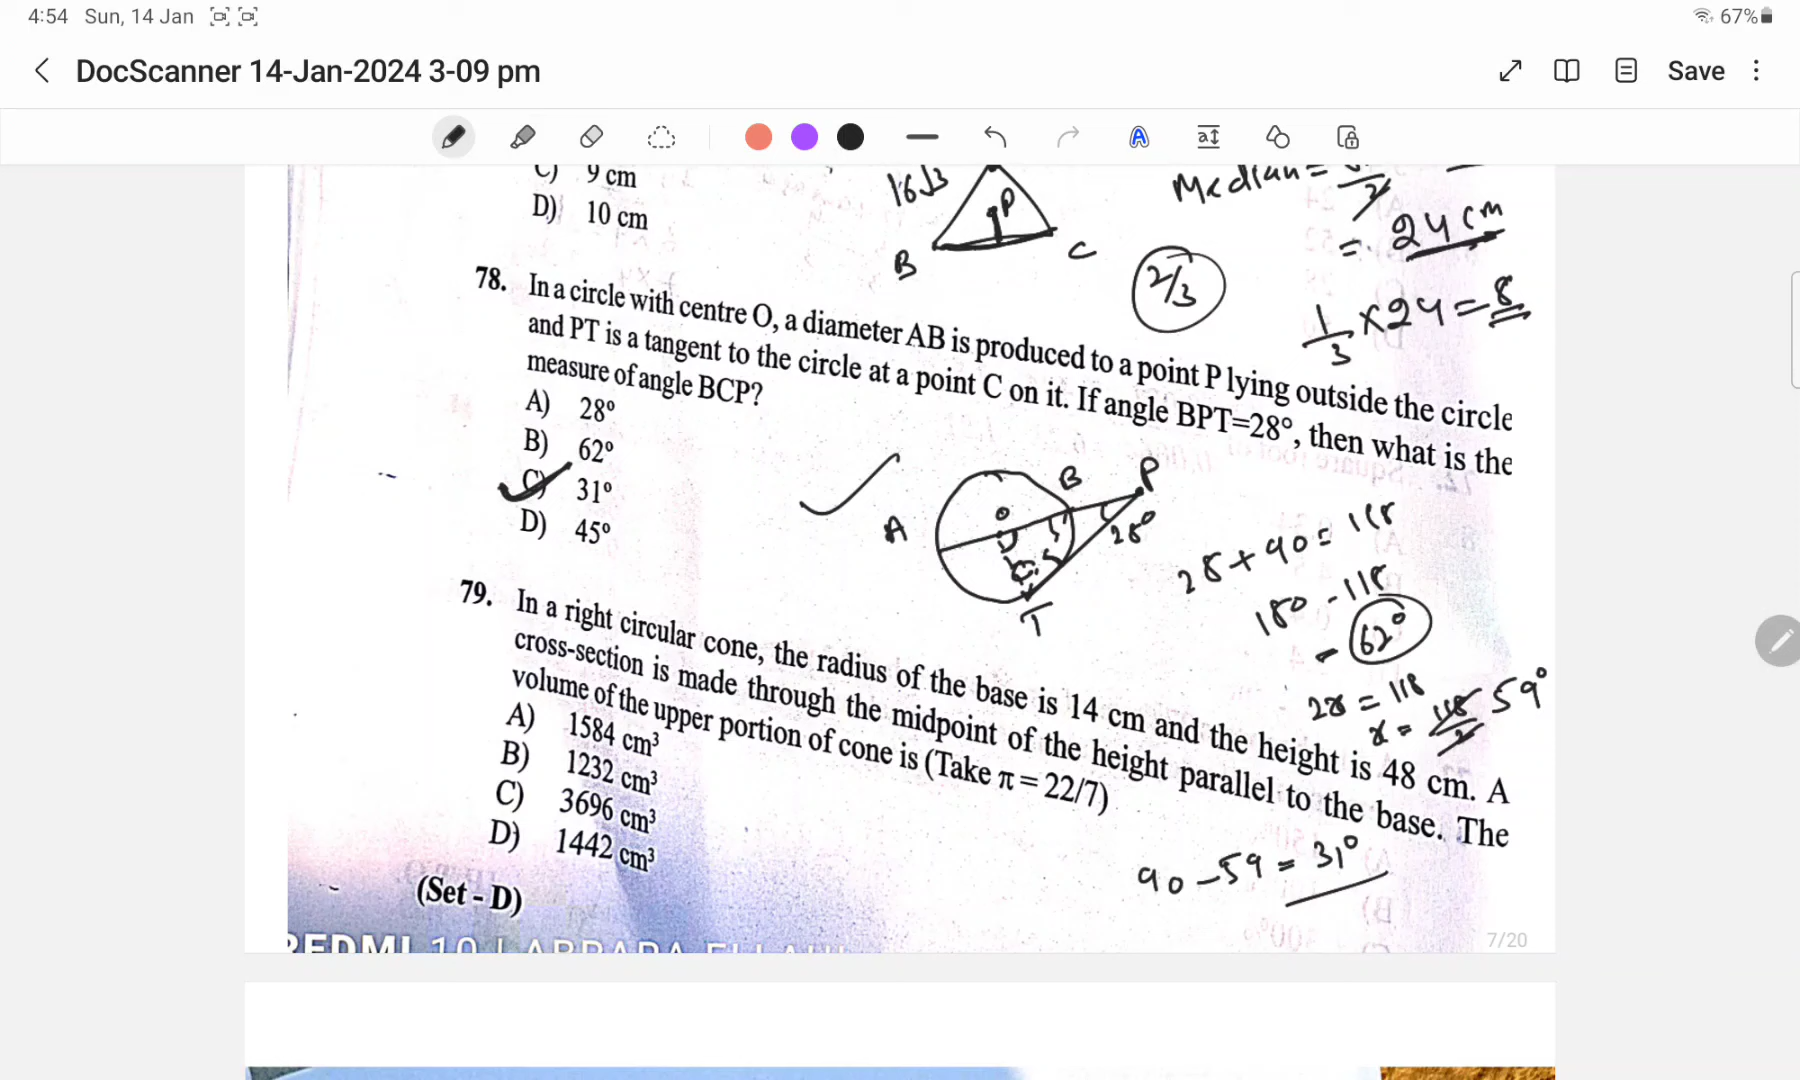 4:54 Sun, 14 Jan
67%
DocScanner 14-Jan-2024 3-09 pm
Save
C) 9 cm
D) 10 cm
16√3
P
B
C
Median =
= 24 cm
2/3
1/3 × 24 = 8
78. In a circle with centre O, a diameter AB is produced to a point P lying outside the circle
and PT is a tangent to the circle at a point C on it. If angle BPT=28°, then what is the
measure of angle BCP?
A) 28°
B) 62°
C) 31°
D) 45°
A
O
B
P
28°
C
T
28 + 90 = 118
180 - 118
= 62°
2x = 118
x = 118/2 59°
90 - 59 = 31°
79. In a right circular cone, the radius of the base is 14 cm and the height is 48 cm. A
cross-section is made through the midpoint of the height parallel to the base. The
volume of the upper portion of cone is (Take π = 22/7)
A) 1584 cm³
B) 1232 cm³
C) 3696 cm³
D) 1442 cm³
(Set - D)
7/20